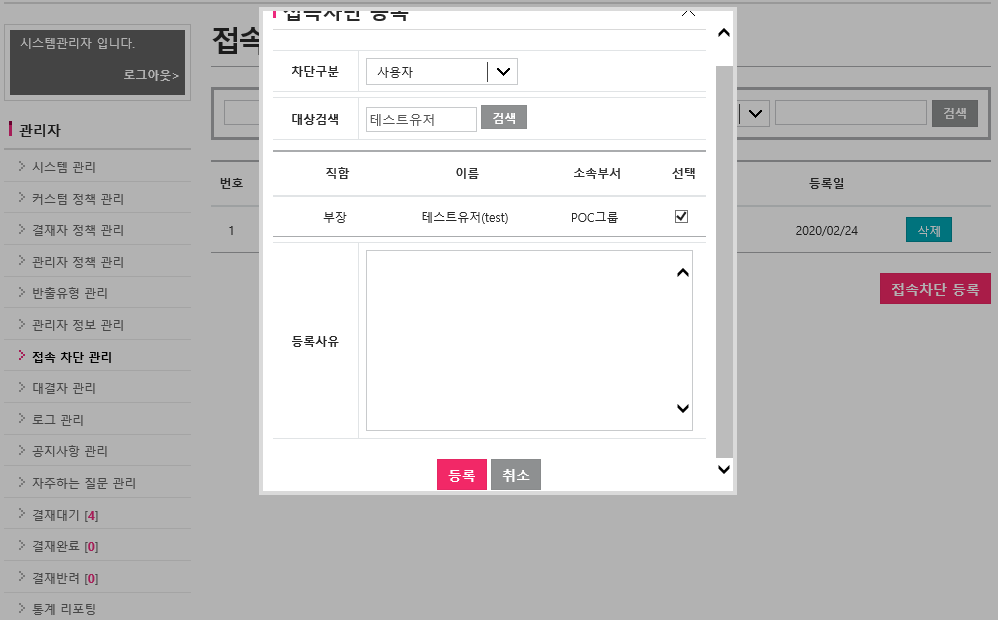 시스템관리자 입니다.
로그아웃>
관리자
시스템 관리
커스텀 정책 관리
결재자 정책 관리
관리자 정책 관리
반출유형 관리
관리자 정보 관리
접속 차단 관리
대결자 관리
로그 관리
공지사항 관리
자주하는 질문 관리
결재대기 [4]
결재완료 [0]
결재반려 [0]
통계 리포팅
접속
검색
번호 등록일
1 2020/02/24 삭제
접속차단 등록
접속차단 등록
차단구분 사용자
대상검색 테스트유저 검색
직함 이름 소속부서 선택
부장 테스트유저(test) POC그룹
등록사유
등록 취소